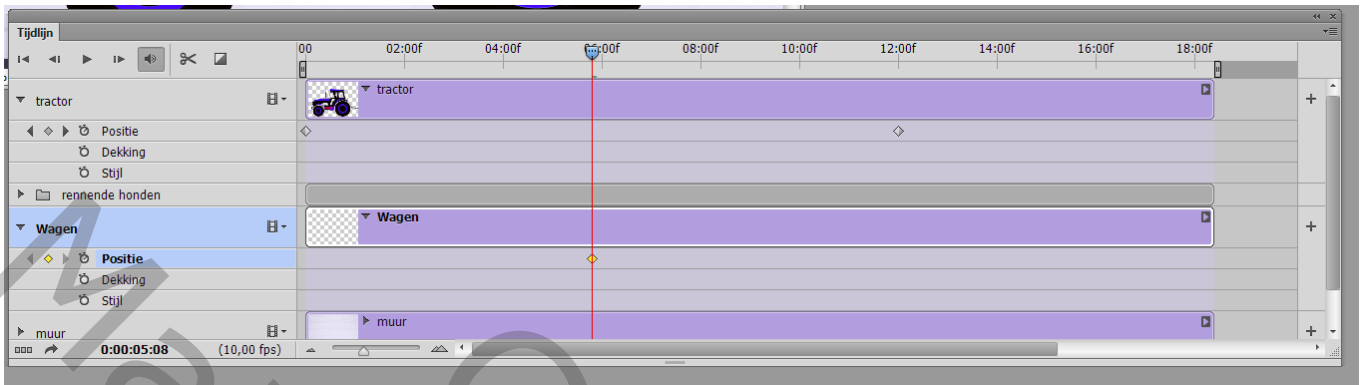 Tijdlijn
00 02:00f 04:00f 06:00f 08:00f 10:00f 12:00f 14:00f 16:00f 18:00f
tractor tractor
Positie
Dekking
Stijl
rennende honden
Wagen Wagen
Positie
Dekking
Stijl
muur muur
0:00:05:08 (10,00 fps)